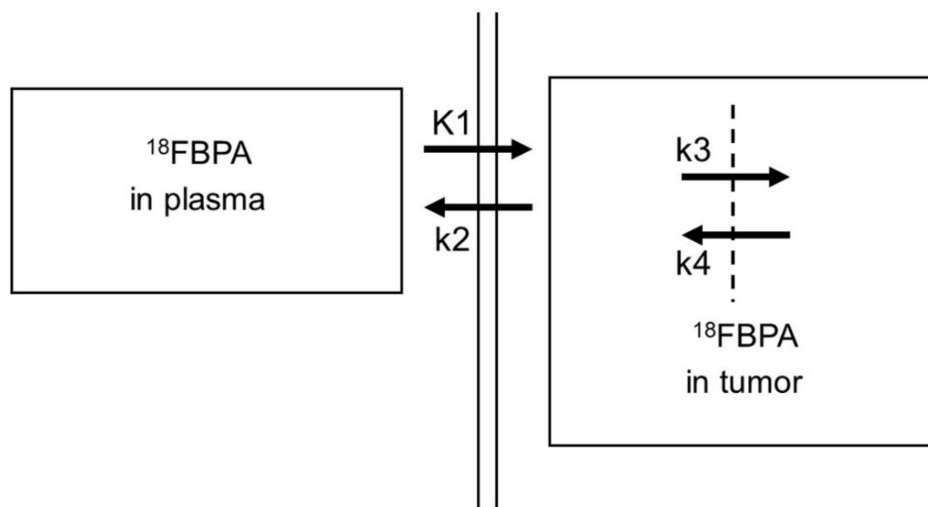 ¹⁸FBPA
in plasma
K1
k2
k3
k4
¹⁸FBPA
in tumor